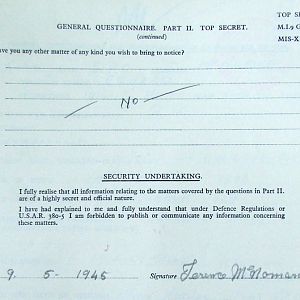 TOP SE
GENERAL QUESTIONNAIRE. PART II. TOP SECRET.
M.I.9 G
(continued)
MIS-X
ave you any other matter of any kind you wish to bring to notice?
NO
SECURITY UNDERTAKING.
I fully realise that all information relating to the matters covered by the questions in Part II.
are of a highly secret and official nature.
I have had explained to me and fully understand that under Defence Regulations or
U.S.A.R. 380-5 I am forbidden to publish or communicate any information concerning
these matters.
9. 5- 1945 Signature Terence McNaman